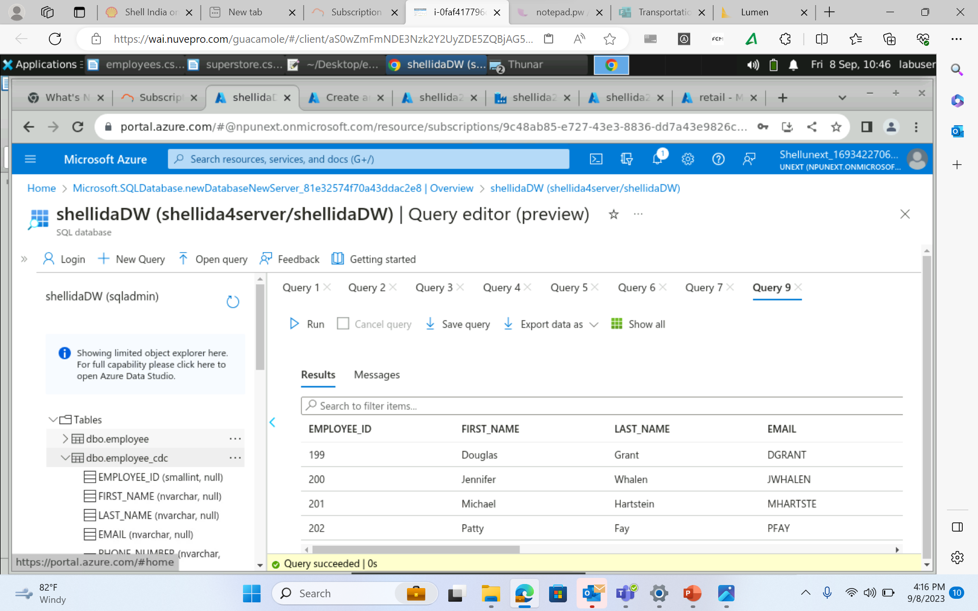 Shell India o
New tab
Subscription
i-0faf417796
notepad.pw
Transportati
Lumen
https://wai.nuvepro.com/guacamole/#/client/aS0wZmFmNDE3Nzk2Y2UyZDE5ZQBjAG5...
Applications
employees.cs...
superstore.cs...
~/Desktop/e...
shellidaDW (s...
Thunar
Fri 8 Sep, 10:46 labuser
What's N
Subscrip
shellidaD
Create a
shellida2
shellida2
shellida2
retail - M
portal.azure.com/#@npunext.onmicrosoft.com/resource/subscriptions/9c48ab85-e727-43e3-8836-dd7a43e9826c...
Microsoft Azure
Search resources, services, and docs (G+/)
1
Shellunext_1693422706...
UNEXT (NPUNEXT.ONMICROSOF...
Home > Microsoft.SQLDatabase.newDatabaseNewServer_81e32574f70a43ddac2e8 | Overview > shellidaDW (shellida4server/shellidaDW)
shellidaDW (shellida4server/shellidaDW) | Query editor (preview)
SQL database
Login
New Query
Open query
Feedback
Getting started
shellidaDW (sqladmin)
Showing limited object explorer here.
For full capability please click here to
open Azure Data Studio.
Tables
dbo.employee
dbo.employee_cdc
EMPLOYEE_ID (smallint, null)
FIRST_NAME (nvarchar, null)
LAST_NAME (nvarchar, null)
EMAIL (nvarchar, null)
PHONE_NUMBER (nvarchar,
https://portal.azure.com/#home
Query 1
Query 2
Query 3
Query 4
Query 5
Query 6
Query 7
Query 9
Run
Cancel query
Save query
Export data as
Show all
Results
Messages
Search to filter items...
EMPLOYEE_ID FIRST_NAME LAST_NAME EMAIL
199 Douglas Grant DGRANT
200 Jennifer Whalen JWHALEN
201 Michael Hartstein MHARTSTE
202 Patty Fay PFAY
Query succeeded | 0s
82°F
Windy
Search
4:16 PM
9/8/2023
10